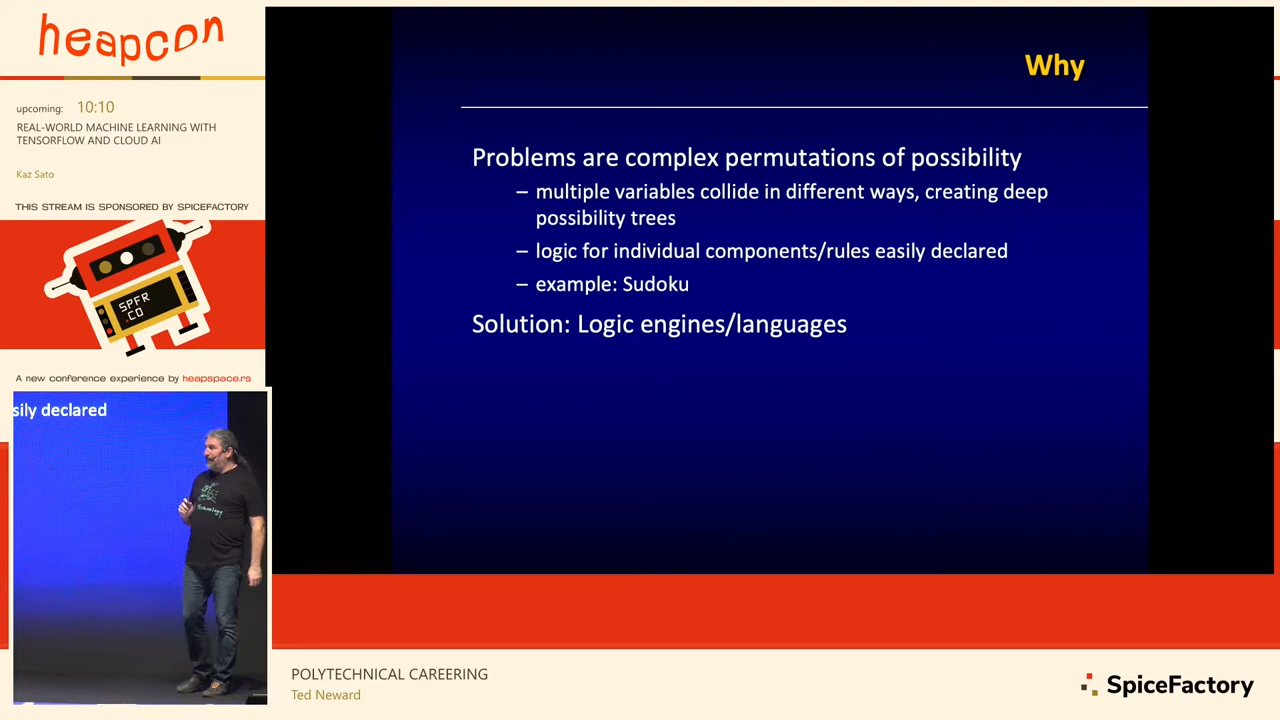 heapcon
upcoming: 10:10
REAL-WORLD MACHINE LEARNING WITH
TENSORFLOW AND CLOUD AI
Kaz Sato
THIS STREAM IS SPONSORED BY SPICEFACTORY
SPFR
.CO
A new conference experience by heapspace.rs
sily declared
Technology
Why
Problems are complex permutations of possibility
– multiple variables collide in different ways, creating deep
possibility trees
– logic for individual components/rules easily declared
– example: Sudoku
Solution: Logic engines/languages
POLYTECHNICAL CAREERING
Ted Neward
SpiceFactory